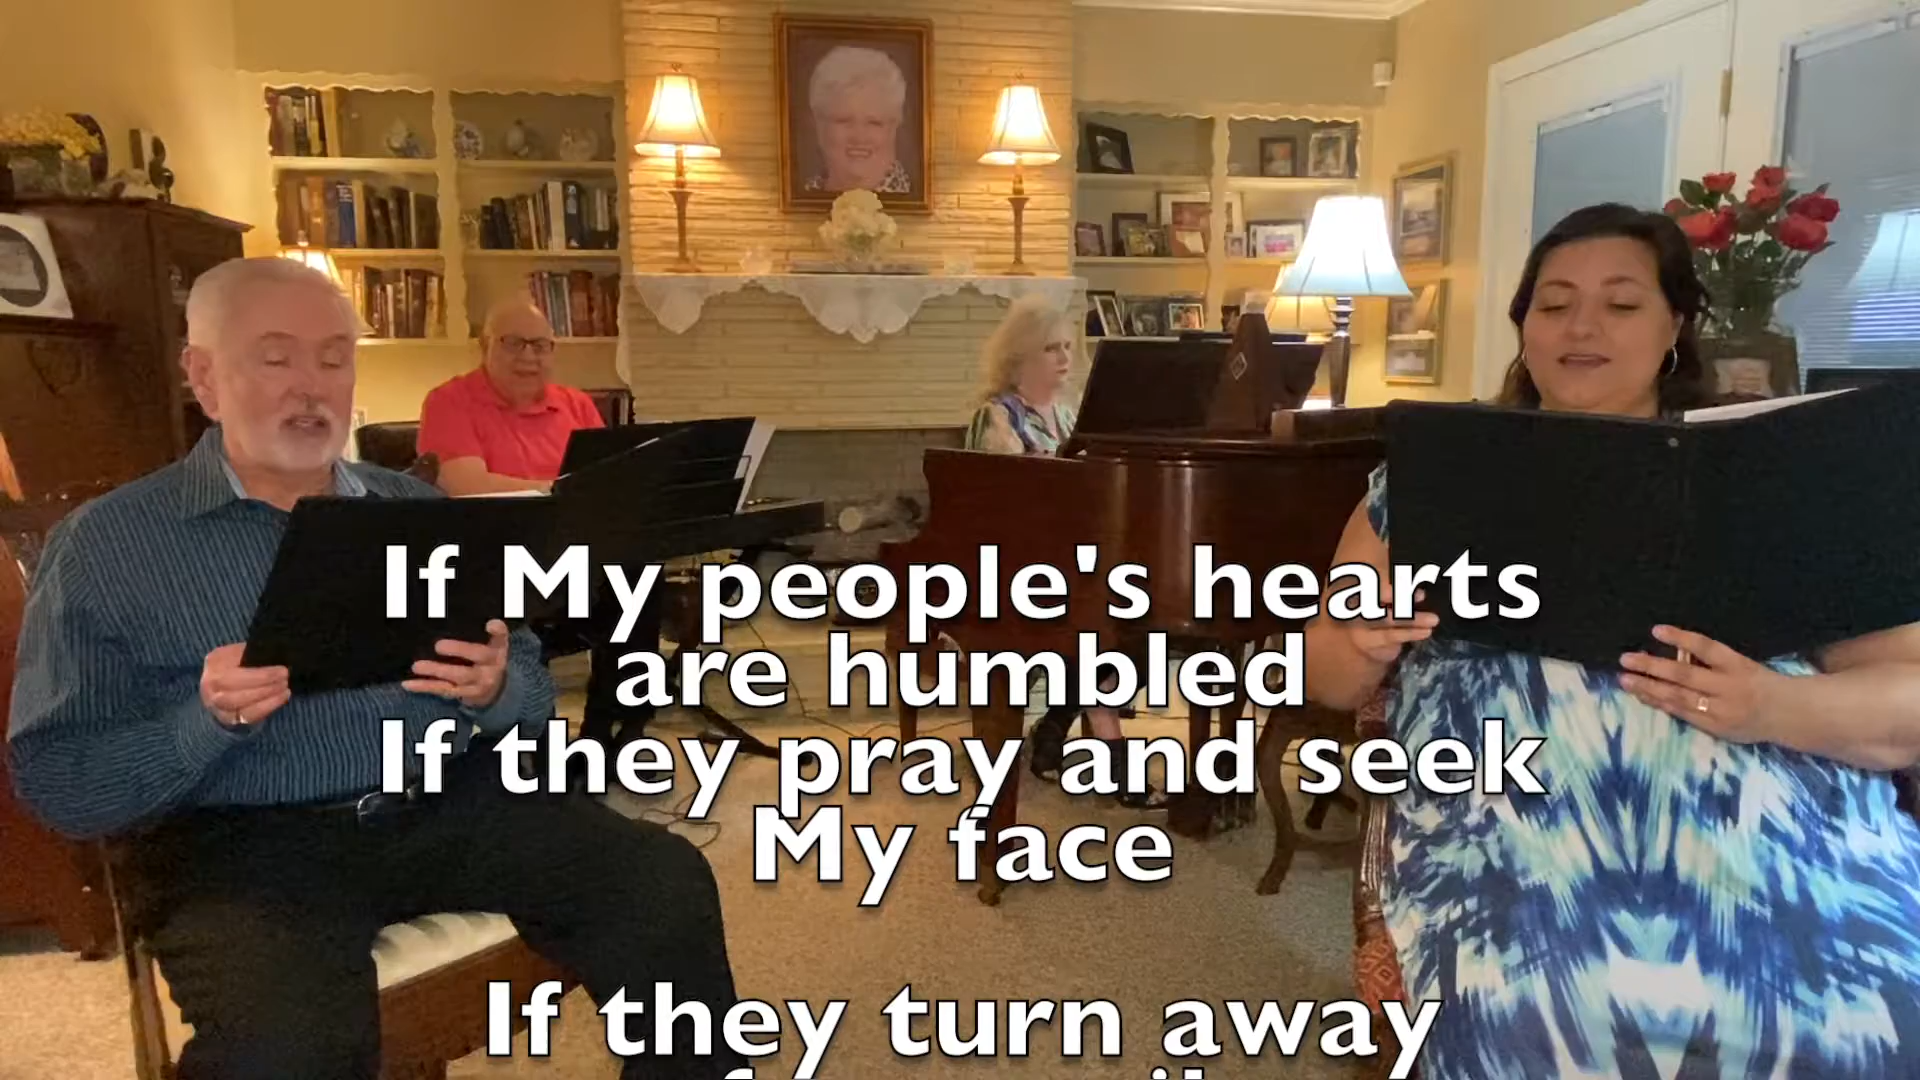 If My people's hearts
are humbled
If they pray and seek
My face
If they turn away